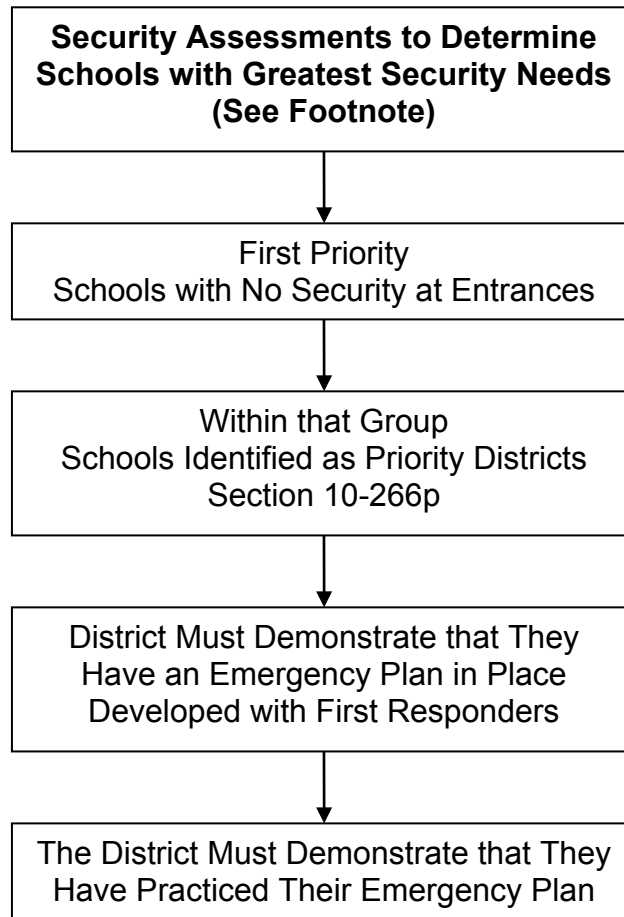 Security Assessments to Determine
Schools with Greatest Security Needs
(See Footnote)
First Priority
Schools with No Security at Entrances
Within that Group
Schools Identified as Priority Districts
Section 10-266p
District Must Demonstrate that They
Have an Emergency Plan in Place
Developed with First Responders
The District Must Demonstrate that They
Have Practiced Their Emergency Plan